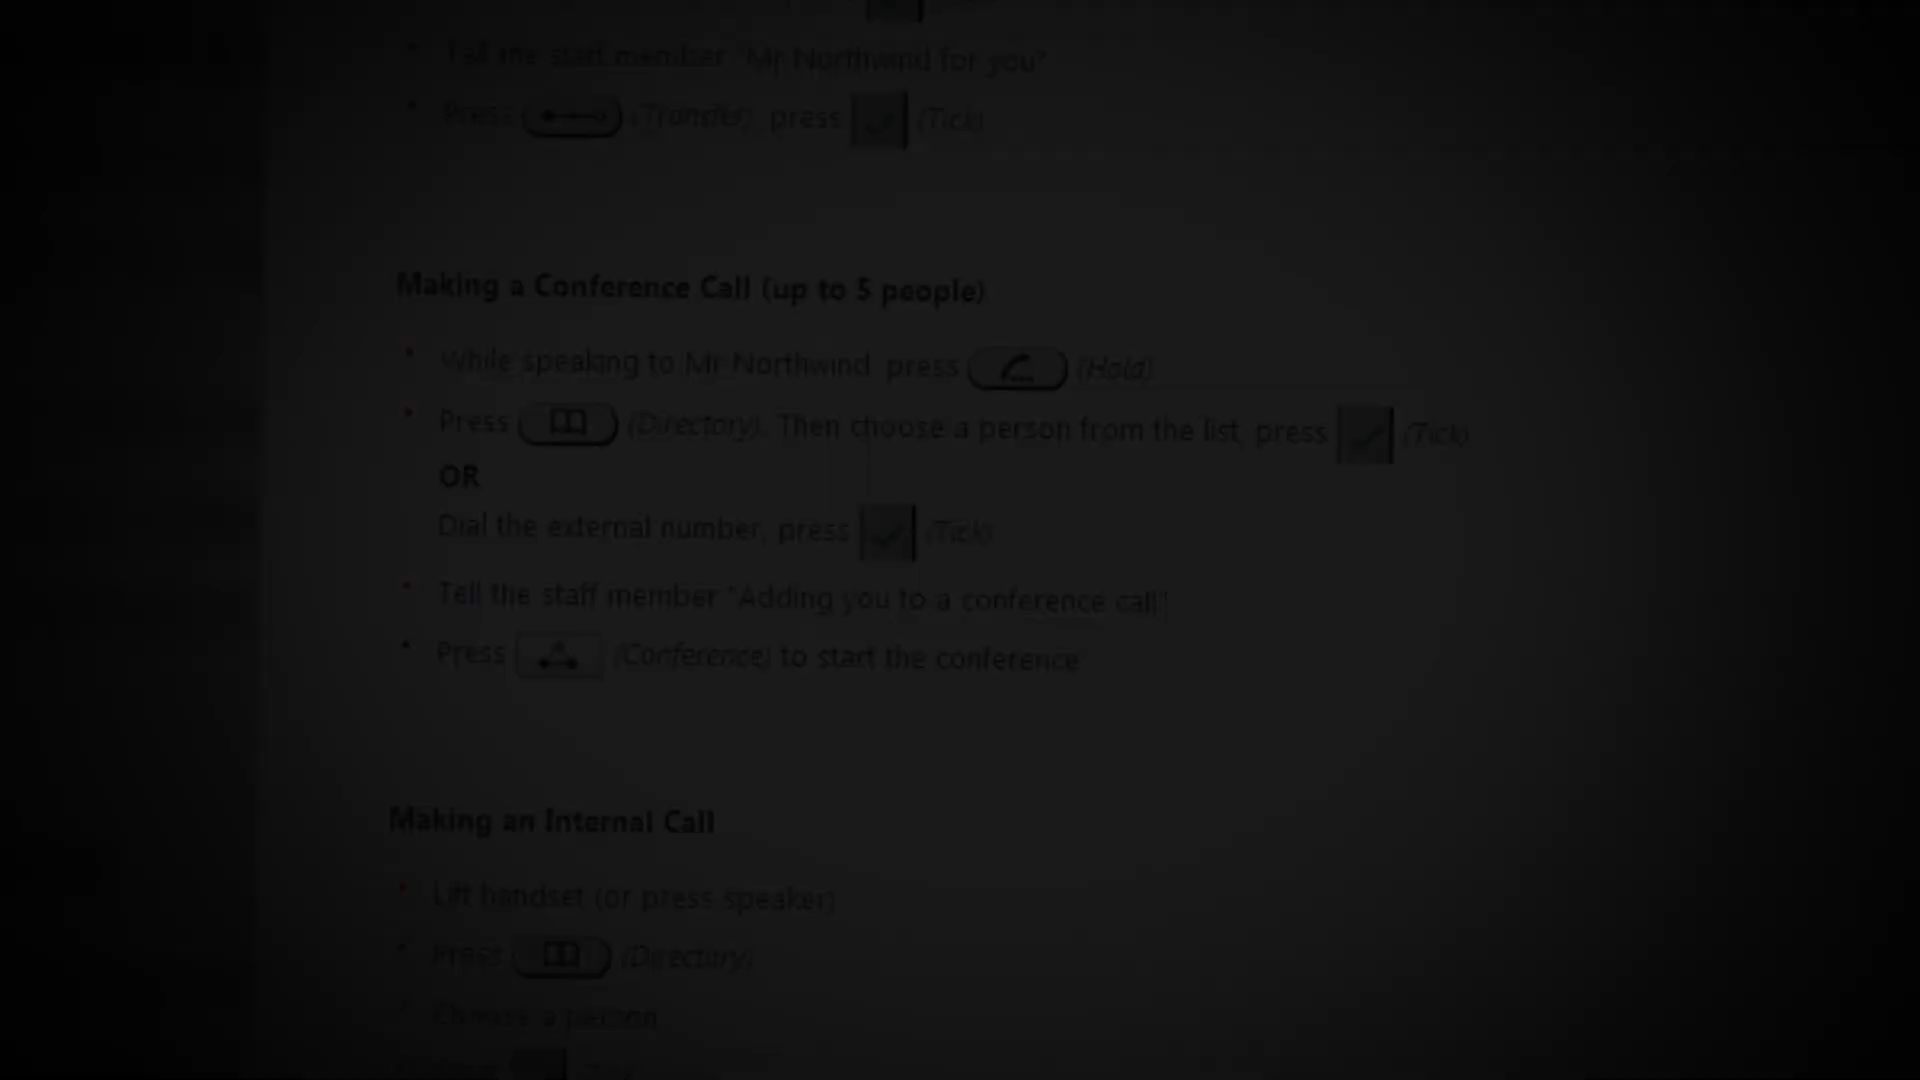 Tell the staff member "Mr Northwind for you"
Press (Transfer), press (Tick)
Making a Conference Call (up to 5 people)
While speaking to Mr Northwind press (Hold)
Press (Directory). Then choose a person from the list, press (Tick)
OR
Dial the external number, press (Tick)
Tell the staff member "Adding you to a conference call"
Press (Conference) to start the conference
Making an Internal Call
Lift handset (or press speaker)
Press (Directory)
Choose a person